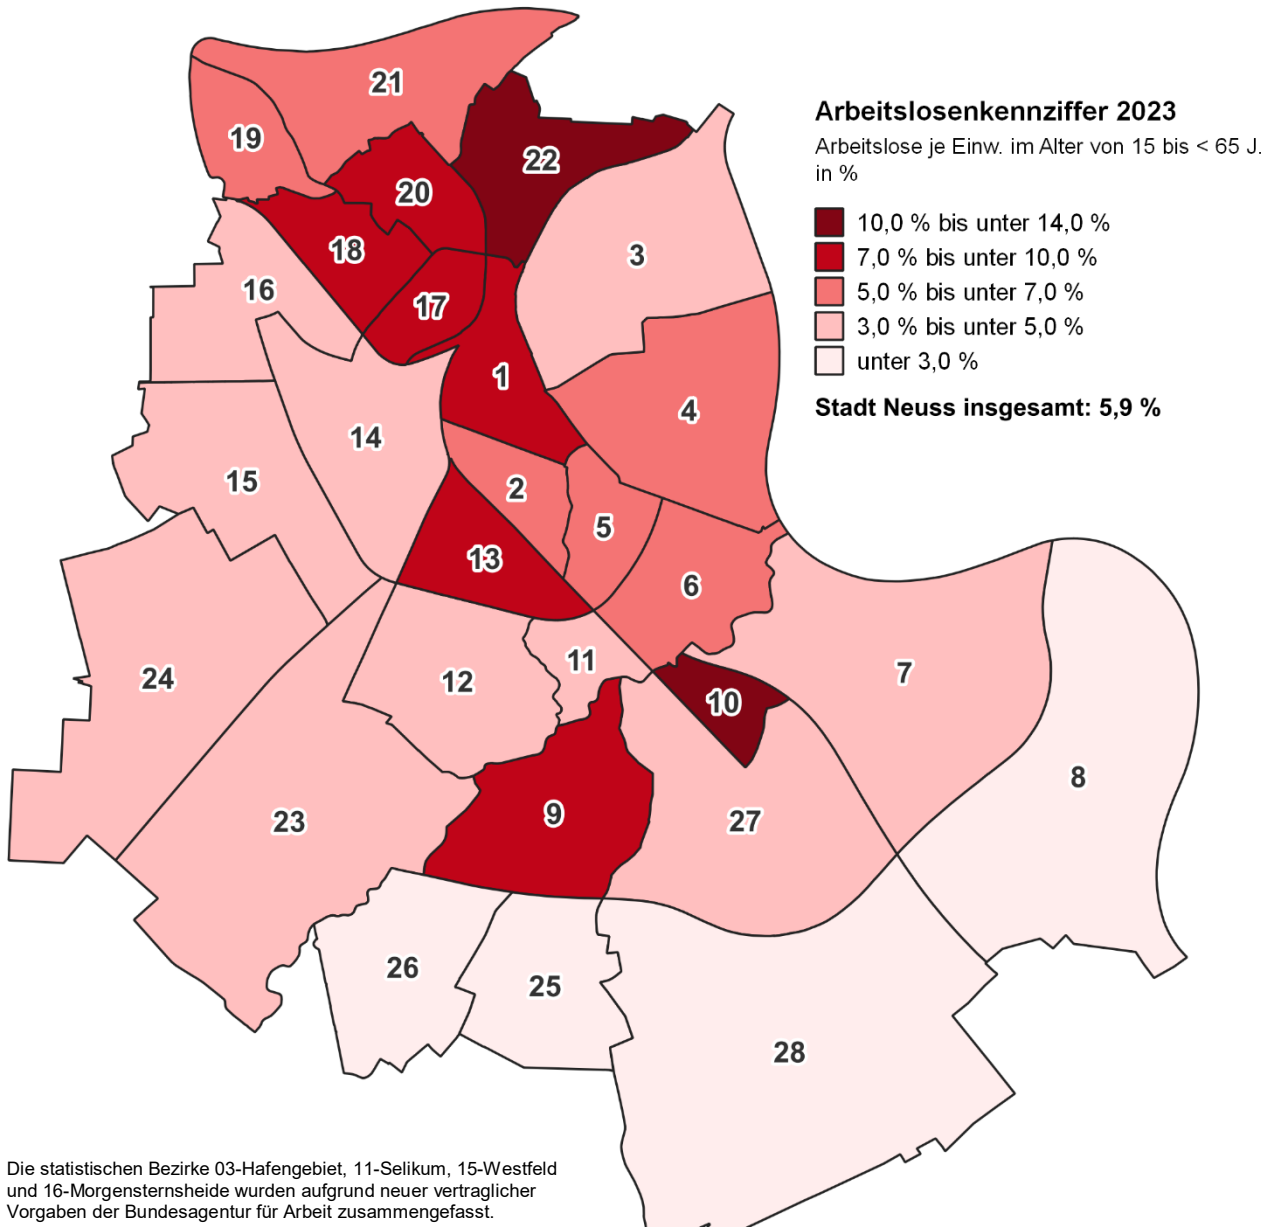 Arbeitslosenkennziffer 2023
Arbeitslose je Einw. im Alter von 15 bis < 65 J.
in %
10,0 % bis unter 14,0 %
7,0 % bis unter 10,0 %
5,0 % bis unter 7,0 %
3,0 % bis unter 5,0 %
unter 3,0 %
Stadt Neuss insgesamt: 5,9 %
21
19
22
20
18
3
16
17
1
4
14
15
2
5
13
6
11
7
24
12
10
8
9
23
27
26
25
28
Die statistischen Bezirke 03-Hafengebiet, 11-Selikum, 15-Westfeld
und 16-Morgensternsheide wurden aufgrund neuer vertraglicher
Vorgaben der Bundesagentur für Arbeit zusammengefasst.